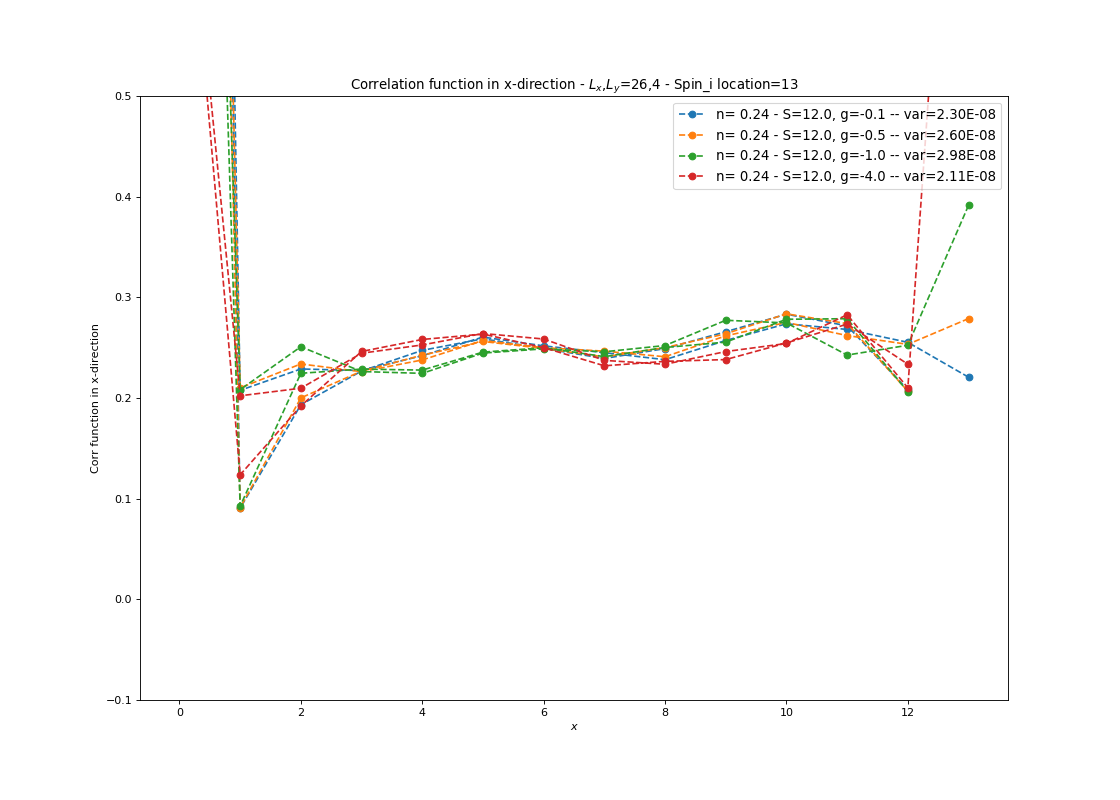 Correlation function in x-direction - Lx,Ly=26,4 - Spin_i location=13
n= 0.24 - S=12.0, g=-0.1 -- var=2.30E-08
n= 0.24 - S=12.0, g=-0.5 -- var=2.60E-08
n= 0.24 - S=12.0, g=-1.0 -- var=2.98E-08
n= 0.24 - S=12.0, g=-4.0 -- var=2.11E-08
Corr function in x-direction
0.5
0.4
0.3
0.2
0.1
0.0
−0.1
0 2 4 6 8 10 12
x